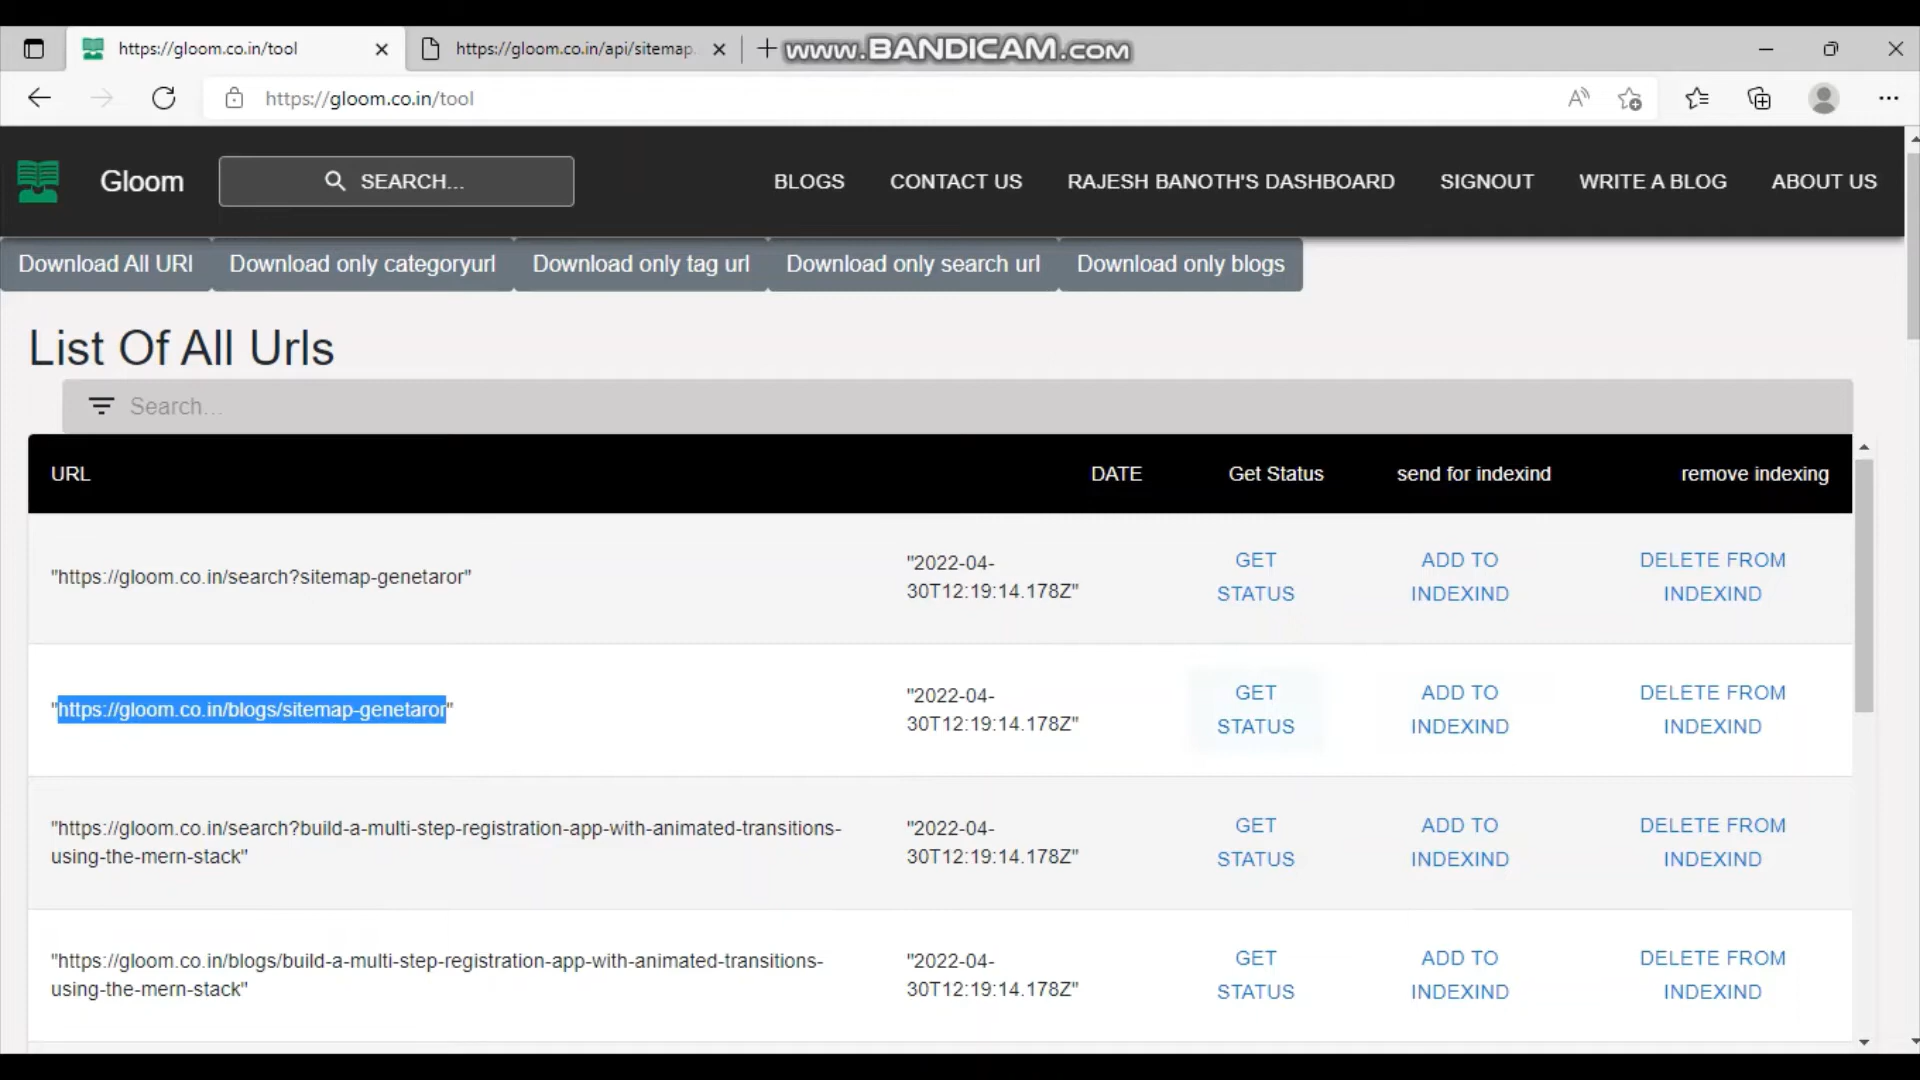 https://gloom.co.in/tool
https://gloom.co.in/api/sitemap.
www.BANDICAM.com
https://gloom.co.in/tool
Gloom
SEARCH...
BLOGS
CONTACT US
RAJESH BANOTH'S DASHBOARD
SIGNOUT
WRITE A BLOG
ABOUT US
Download All URl
Download only categoryurl
Download only tag url
Download only search url
Download only blogs
List Of All Urls
Search...
URL
DATE
Get Status
send for indexind
remove indexing
"https://gloom.co.in/search?sitemap-genetaror"
"2022-04-
30T12:19:14.178Z"
GET
STATUS
ADD TO
INDEXIND
DELETE FROM
INDEXIND
"https://gloom.co.in/blogs/sitemap-genetaror"
"2022-04-
30T12:19:14.178Z"
GET
STATUS
ADD TO
INDEXIND
DELETE FROM
INDEXIND
"https://gloom.co.in/search?build-a-multi-step-registration-app-with-animated-transitions-
using-the-mern-stack"
"2022-04-
30T12:19:14.178Z"
GET
STATUS
ADD TO
INDEXIND
DELETE FROM
INDEXIND
"https://gloom.co.in/blogs/build-a-multi-step-registration-app-with-animated-transitions-
using-the-mern-stack"
"2022-04-
30T12:19:14.178Z"
GET
STATUS
ADD TO
INDEXIND
DELETE FROM
INDEXIND